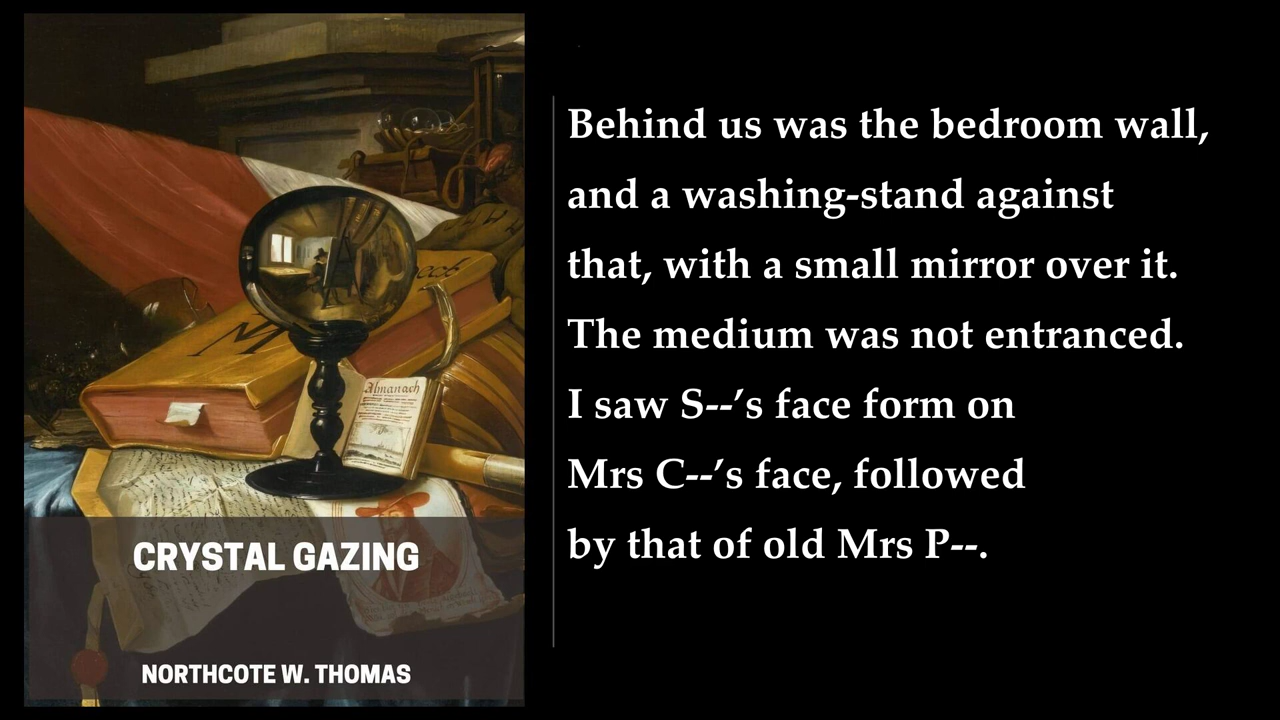 CRYSTAL GAZING
NORTHCOTE W. THOMAS
Almanach
M
Behind us was the bedroom wall,
and a washing-stand against
that, with a small mirror over it.
The medium was not entranced.
I saw S--’s face form on
Mrs C--’s face, followed
by that of old Mrs P--.